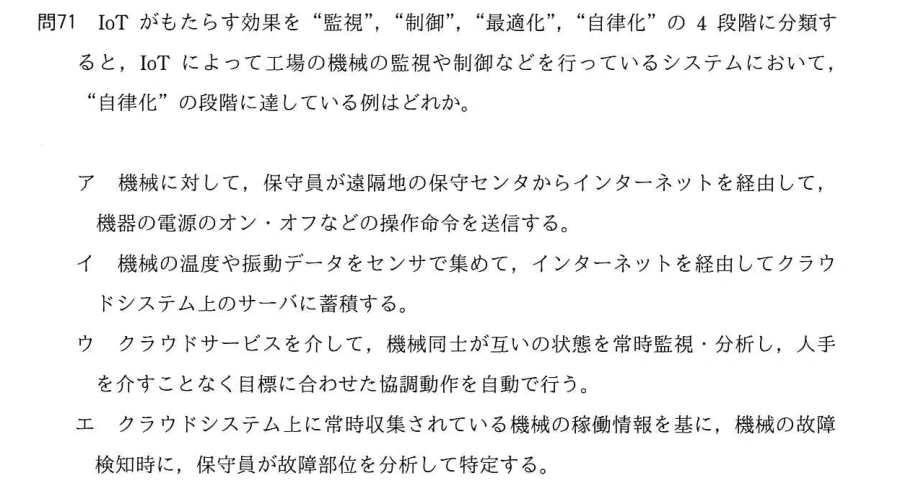 問71 IoT がもたらす効果を“監視”，“制御”，“最適化”，“自律化”の 4 段階に分類す
ると，IoT によって工場の機械の監視や制御などを行っているシステムにおいて，
“自律化”の段階に達している例はどれか。
ア 機械に対して，保守員が遠隔地の保守センタからインターネットを経由して，
機器の電源のオン・オフなどの操作命令を送信する。
イ 機械の温度や振動データをセンサで集めて，インターネットを経由してクラウ
ドシステム上のサーバに蓄積する。
ウ クラウドサービスを介して，機械同士が互いの状態を常時監視・分析し，人手
を介すことなく目標に合わせた協調動作を自動で行う。
エ クラウドシステム上に常時収集されている機械の稼働情報を基に，機械の故障
検知時に，保守員が故障部位を分析して特定する。